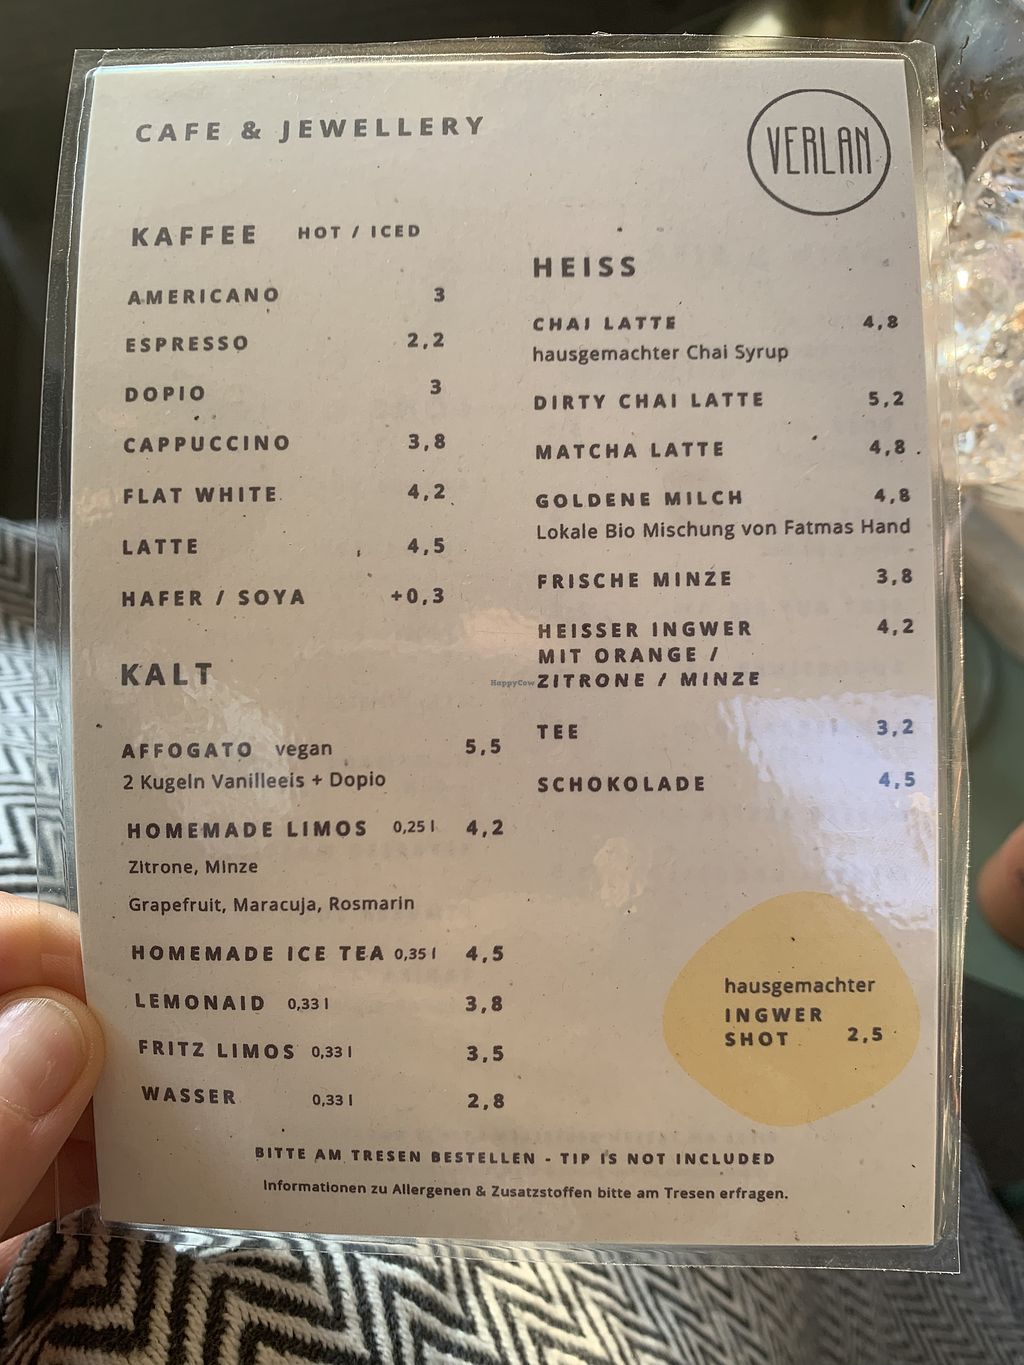 CAFE & JEWELLERY
VERLAN
KAFFEE HOT / ICED
AMERICANO 3
ESPRESSO 2,2
DOPIO 3
CAPPUCCINO 3,8
FLAT WHITE 4,2
LATTE 4,5
HAFER / SOYA +0,3
KALT
AFFOGATO vegan 5,5
2 Kugeln Vanilleeis + Dopio
HOMEMADE LIMOS 0,25 l 4,2
Zitrone, Minze
Grapefruit, Maracuja, Rosmarin
HOMEMADE ICE TEA 0,35 l 4,5
LEMONAID 0,33 l 3,8
FRITZ LIMOS 0,33 l 3,5
WASSER 0,33 l 2,8
HEISS
CHAI LATTE 4,8
hausgemachter Chai Syrup
DIRTY CHAI LATTE 5,2
MATCHA LATTE 4,8
GOLDENE MILCH 4,8
Lokale Bio Mischung von Fatmas Hand
FRISCHE MINZE 3,8
HEISSER INGWER 4,2
MIT ORANGE /
ZITRONE / MINZE
TEE 3,2
SCHOKOLADE 4,5
hausgemachter
INGWER
SHOT 2,5
BITTE AM TRESEN BESTELLEN - TIP IS NOT INCLUDED
Informationen zu Allergenen & Zusatzstoffen bitte am Tresen erfragen.
HappyCow